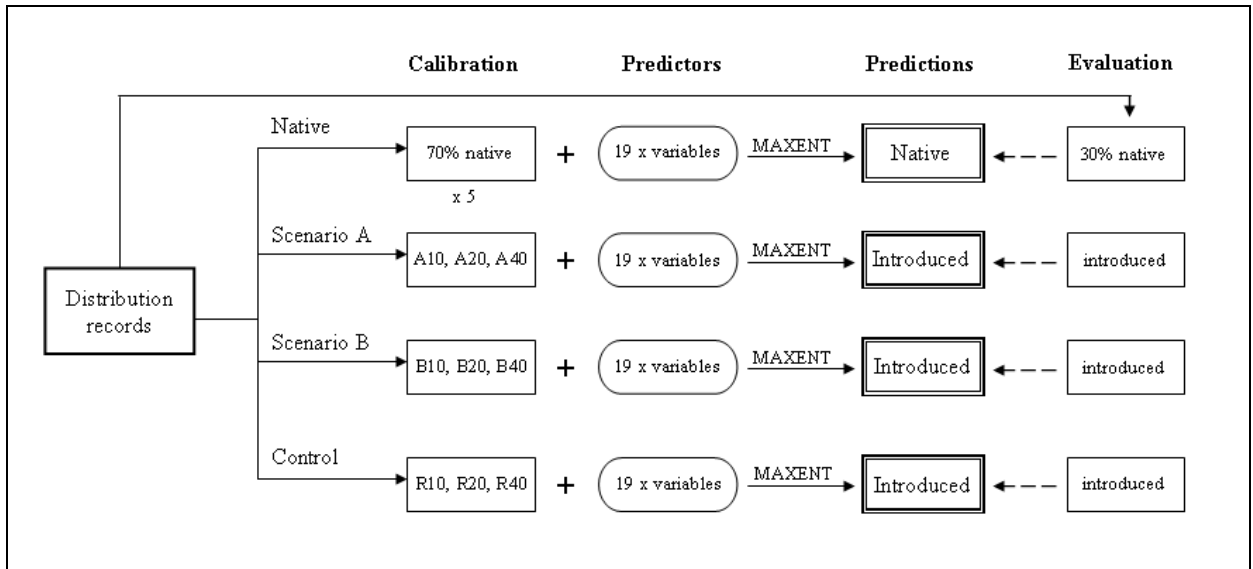 Calibration Predictors Predictions Evaluation
Native
70% native + 19 x variables MAXENT Native 30% native
x 5
Scenario A
A10, A20, A40 + 19 x variables MAXENT Introduced introduced
Distribution
records
Scenario B
B10, B20, B40 + 19 x variables MAXENT Introduced introduced
Control
R10, R20, R40 + 19 x variables MAXENT Introduced introduced